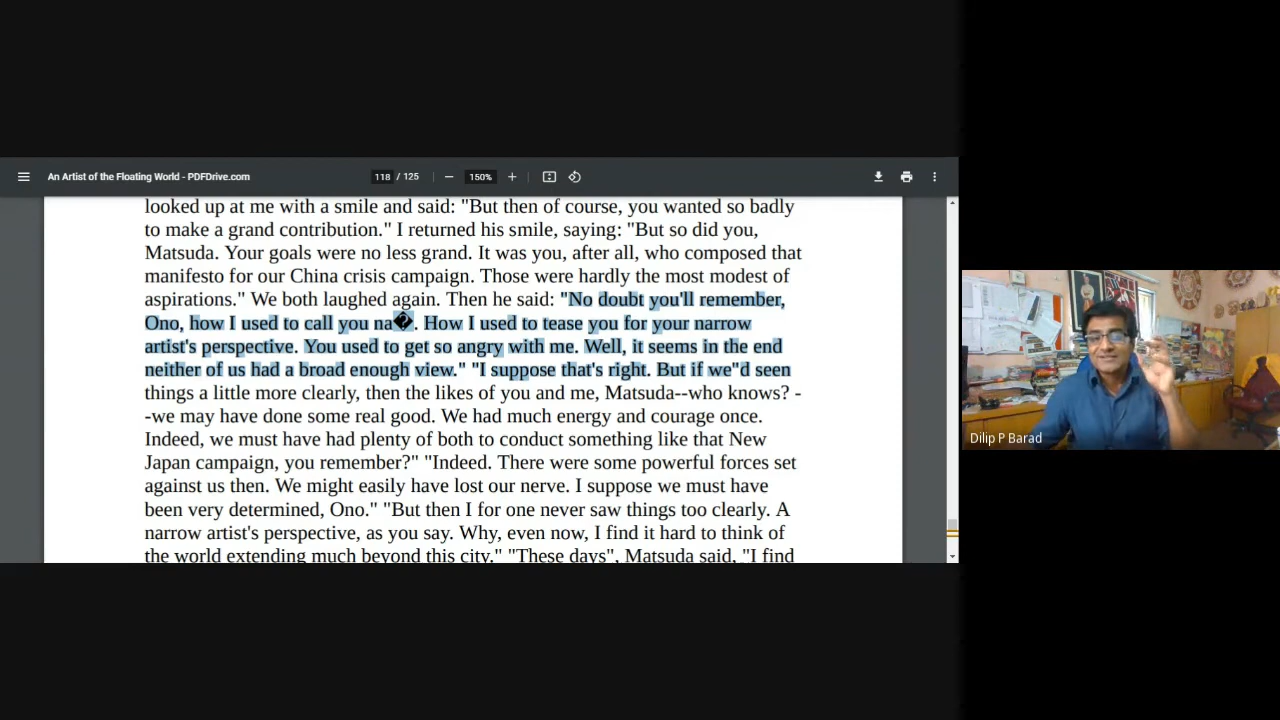 An Artist of the Floating World - PDFDrive.com
118 / 125
150%
looked up at me with a smile and said: "But then of course, you wanted so badly
to make a grand contribution." I returned his smile, saying: "But so did you,
Matsuda. Your goals were no less grand. It was you, after all, who composed that
manifesto for our China crisis campaign. Those were hardly the most modest of
aspirations." We both laughed again. Then he said: "No doubt you'll remember,
Ono, how I used to call you na�. How I used to tease you for your narrow
artist's perspective. You used to get so angry with me. Well, it seems in the end
neither of us had a broad enough view." "I suppose that's right. But if we"d seen
things a little more clearly, then the likes of you and me, Matsuda--who knows? -
-we may have done some real good. We had much energy and courage once.
Indeed, we must have had plenty of both to conduct something like that New
Japan campaign, you remember?" "Indeed. There were some powerful forces set
against us then. We might easily have lost our nerve. I suppose we must have
been very determined, Ono." "But then I for one never saw things too clearly. A
narrow artist's perspective, as you say. Why, even now, I find it hard to think of
the world extending much beyond this city." "These days", Matsuda said, "I find
Dilip P Barad